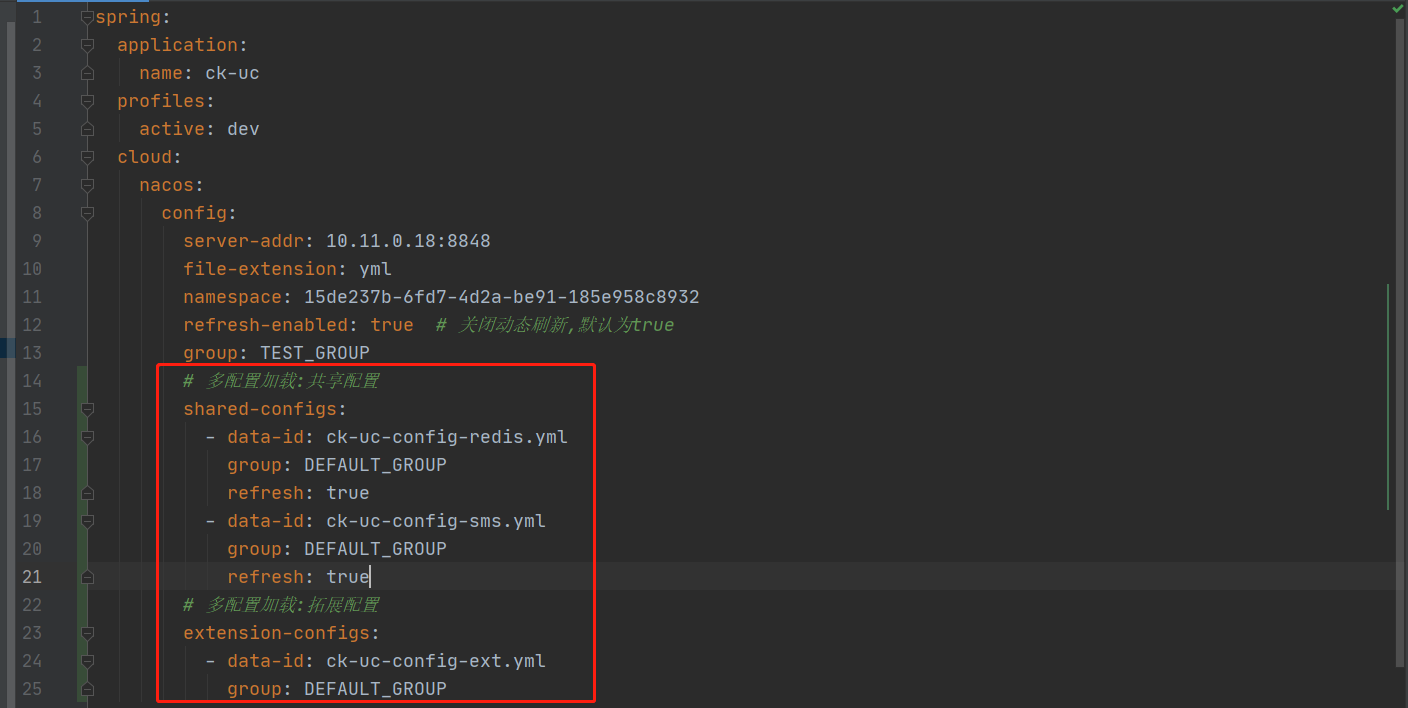 1 spring:
2 application:
3 name: ck-uc
4 profiles:
5 active: dev
6 cloud:
7 nacos:
8 config:
9 server-addr: 10.11.0.18:8848
10 file-extension: yml
11 namespace: 15de237b-6fd7-4d2a-be91-185e958c8932
12 refresh-enabled: true # 关闭动态刷新,默认为true
13 group: TEST_GROUP
14 # 多配置加载:共享配置
15 shared-configs:
16 - data-id: ck-uc-config-redis.yml
17 group: DEFAULT_GROUP
18 refresh: true
19 - data-id: ck-uc-config-sms.yml
20 group: DEFAULT_GROUP
21 refresh: true
22 # 多配置加载:拓展配置
23 extension-configs:
24 - data-id: ck-uc-config-ext.yml
25 group: DEFAULT_GROUP